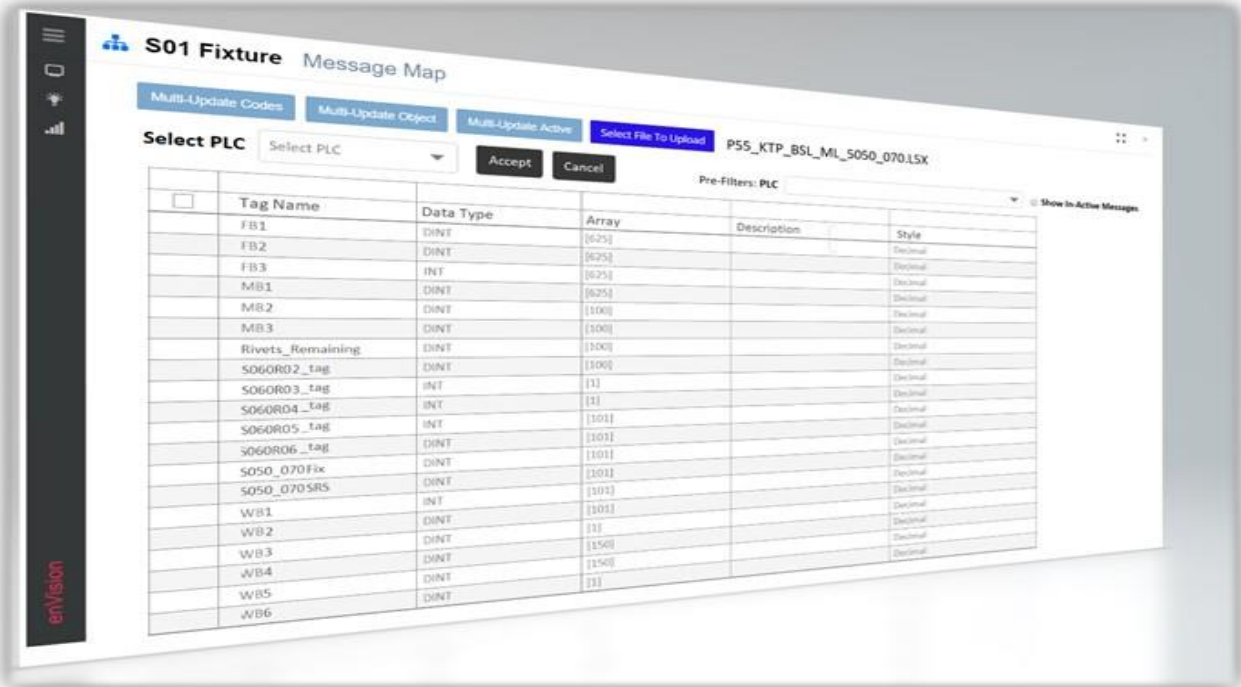 S01 Fixture Message Map
Multi-Update Codes Multi-Update Object Multi-Update Active Select File To Upload P55_KTP_BSL_ML_5050_070.LSX
Select PLC Select PLC Accept Cancel
Pre-Filters: PLC Show In-Active Messages
Tag Name Data Type Array Description Style
FB1 DINT [625] Decimal
FB2 DINT [625] Decimal
FB3 INT [625] Decimal
MB1 DINT [625] Decimal
MB2 DINT [100] Decimal
MB3 DINT [100] Decimal
Rivets_Remaining DINT [100] Decimal
S060R02_tag DINT [100] Decimal
S060R03_tag INT [1] Decimal
S060R04_tag INT [1] Decimal
S060R05_tag INT [101] Decimal
S060R06_tag DINT [101] Decimal
S050_070Fix DINT [101] Decimal
S050_070SRS DINT [101] Decimal
WB1 INT [101] Decimal
WB2 DINT [101] Decimal
WB3 DINT [1] Decimal
WB4 DINT [150] Decimal
WB5 DINT [150] Decimal
WB6 DINT [1] Decimal
enVision